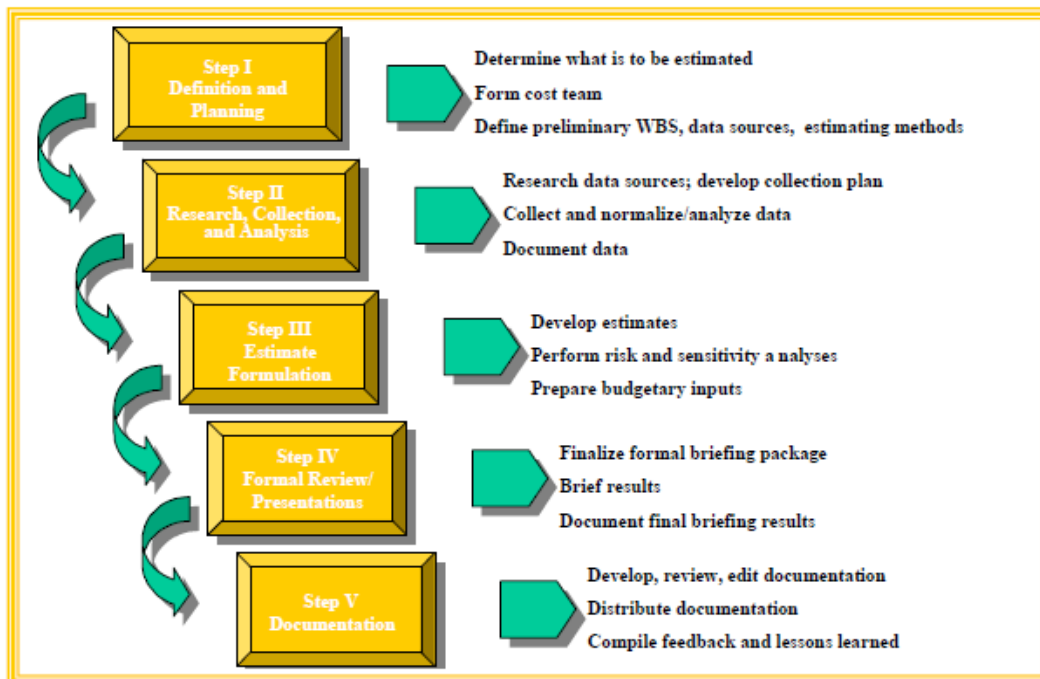 Step I
Definition and
Planning
Determine what is to be estimated
Form cost team
Define preliminary WBS, data sources, estimating methods
Step II
Research, Collection,
and Analysis
Research data sources; develop collection plan
Collect and normalize/analyze data
Document data
Step III
Estimate
Formulation
Develop estimates
Perform risk and sensitivity a nalyses
Prepare budgetary inputs
Step IV
Formal Review/
Presentations
Finalize formal briefing package
Brief results
Document final briefing results
Step V
Documentation
Develop, review, edit documentation
Distribute documentation
Compile feedback and lessons learned